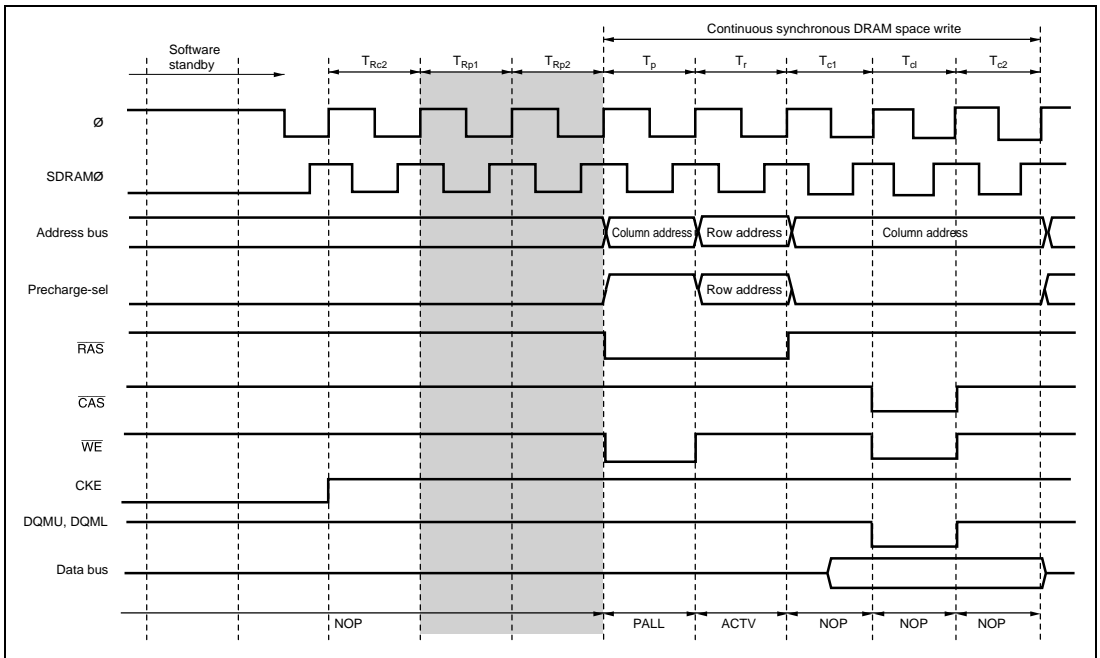 Continuous synchronous DRAM space write
Software
standby
TRc2 TRp1 TRp2 Tp Tr Tc1 Tcl Tc2
Ø
SDRAMØ
Address bus
Column address Row address Column address
Precharge-sel
Row address
RAS
CAS
WE
CKE
DQMU, DQML
Data bus
NOP PALL ACTV NOP NOP NOP